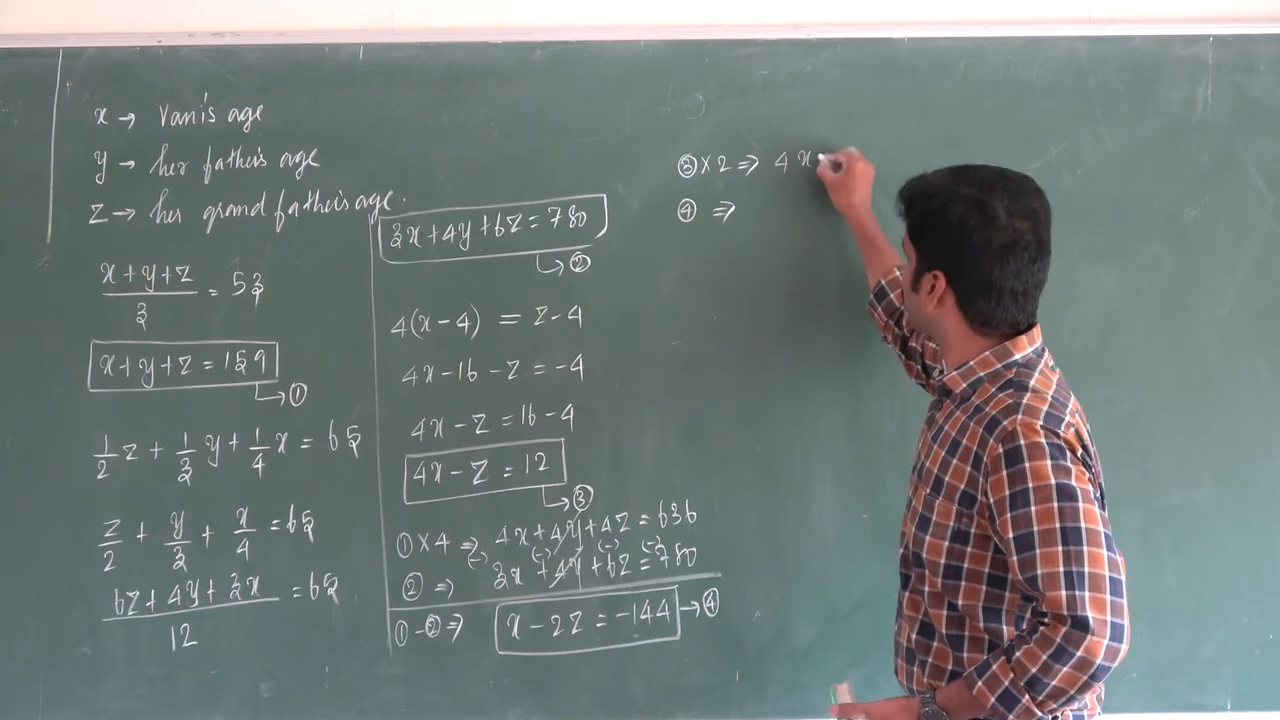 x → Vani's age
y → her father's age
z → her grand father's age.
x+y+z / 3 = 53
x+y+z = 159
→ ①
1/2 z + 1/3 y + 1/4 x = 65
z/2 + y/3 + x/4 = 65
6z + 4y + 3x / 12 = 65
3x+4y+6z = 780
→ ②
4(x-4) = z-4
4x-16-z = -4
4x-z = 16-4
4x-z = 12
→ ③
①×4 ⇒ 4x+4y+4z = 636
(-) (-) (-) (-)
② ⇒ 3x+4y+6z = 780
①-② ⇒ x-2z = -144 → ④
③×2 ⇒ 4x
④ ⇒